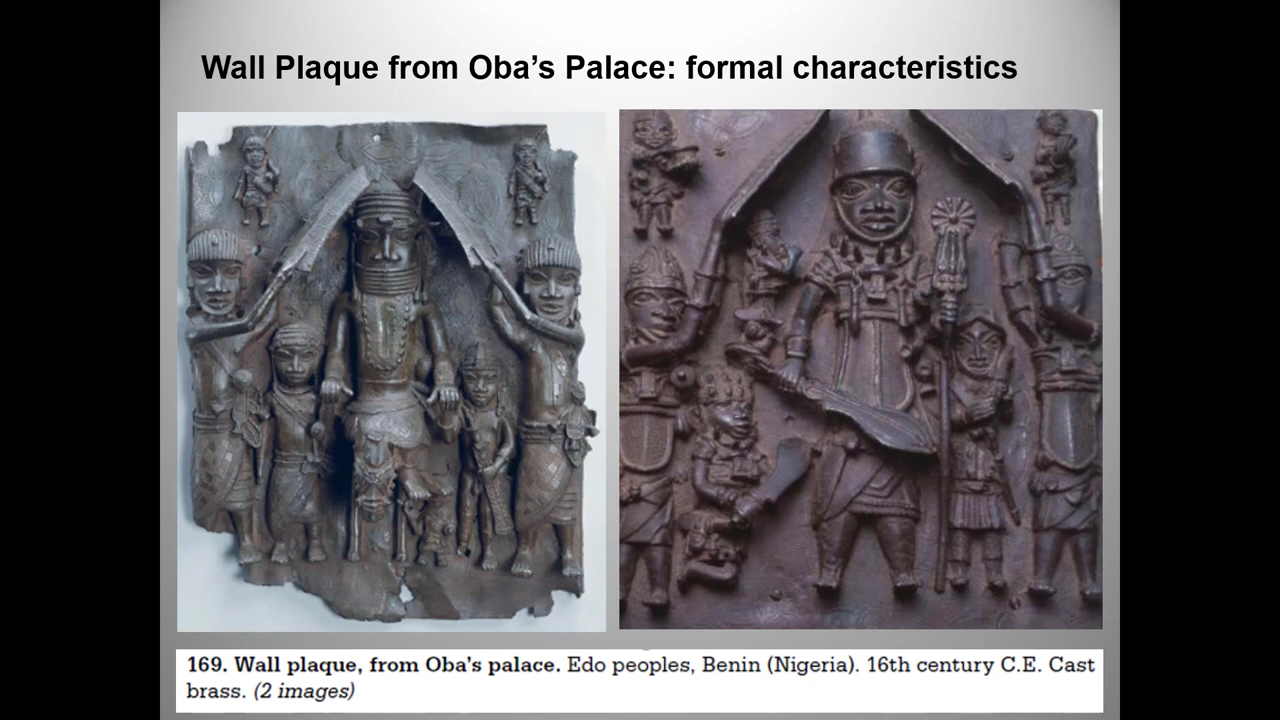 Wall Plaque from Oba’s Palace: formal characteristics
169. Wall plaque, from Oba’s palace. Edo peoples, Benin (Nigeria). 16th century C.E. Cast
brass. (2 images)